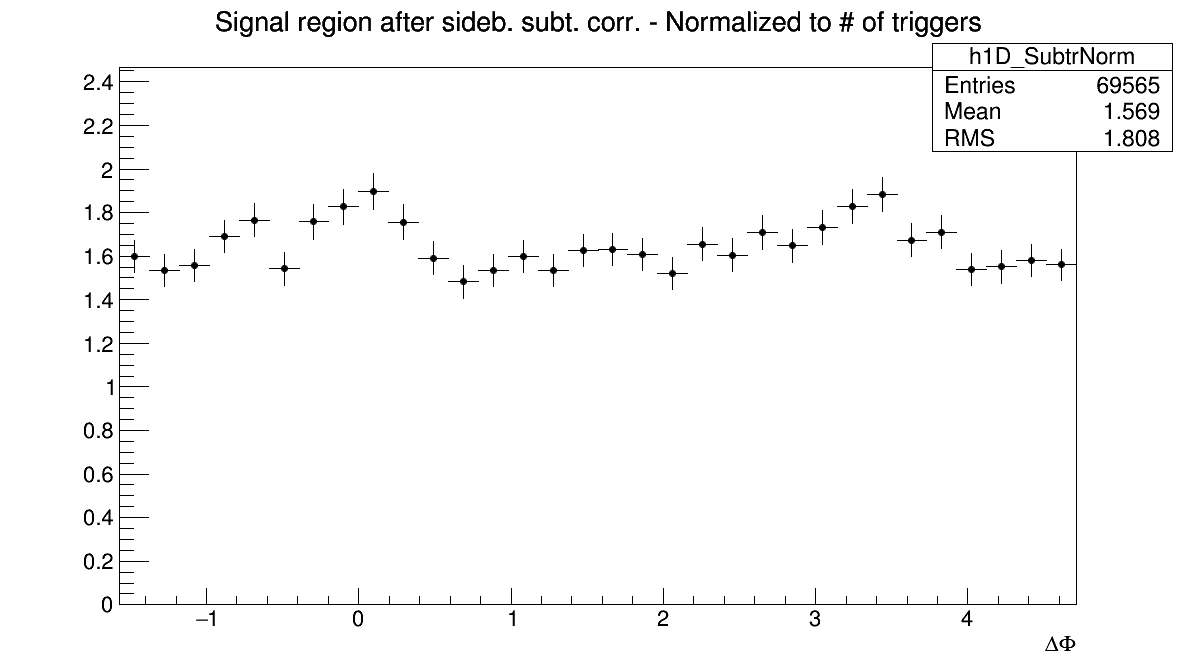 Signal region after sideb. subt. corr. - Normalized to # of triggers
h1D_SubtrNorm
Entries 69565
Mean 1.569
RMS 1.808
2.4
2.2
2
1.8
1.6
1.4
1.2
1
0.8
0.6
0.4
0.2
0
−1 0 1 2 3 4
ΔΦ